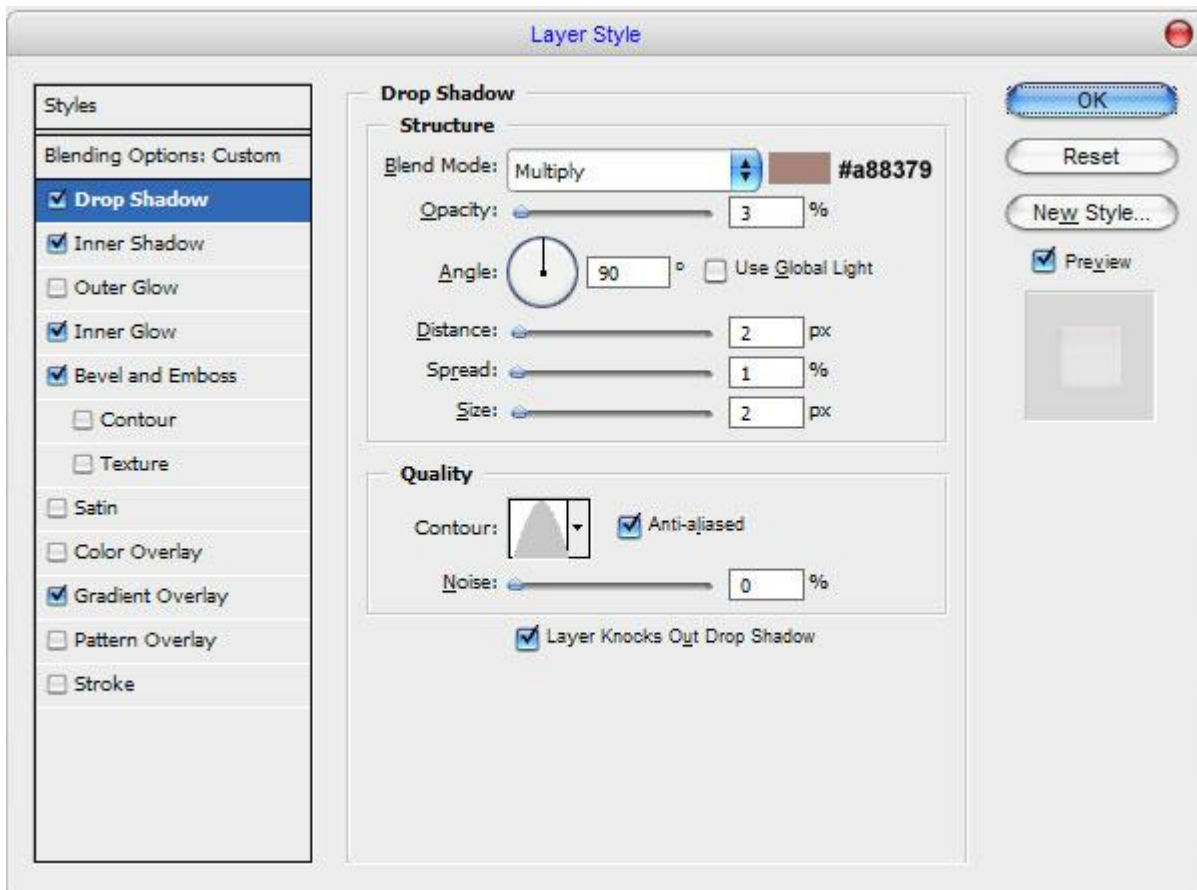 Layer Style
Styles
Blending Options: Custom
Drop Shadow
Inner Shadow
Outer Glow
Inner Glow
Bevel and Emboss
Contour
Texture
Satin
Color Overlay
Gradient Overlay
Pattern Overlay
Stroke
Drop Shadow
Structure
Blend Mode: Multiply #a88379
Opacity: 3 %
Angle: 90 ° Use Global Light
Distance: 2 px
Spread: 1 %
Size: 2 px
Quality
Contour: Anti-aliased
Noise: 0 %
Layer Knocks Out Drop Shadow
OK
Reset
New Style...
Preview